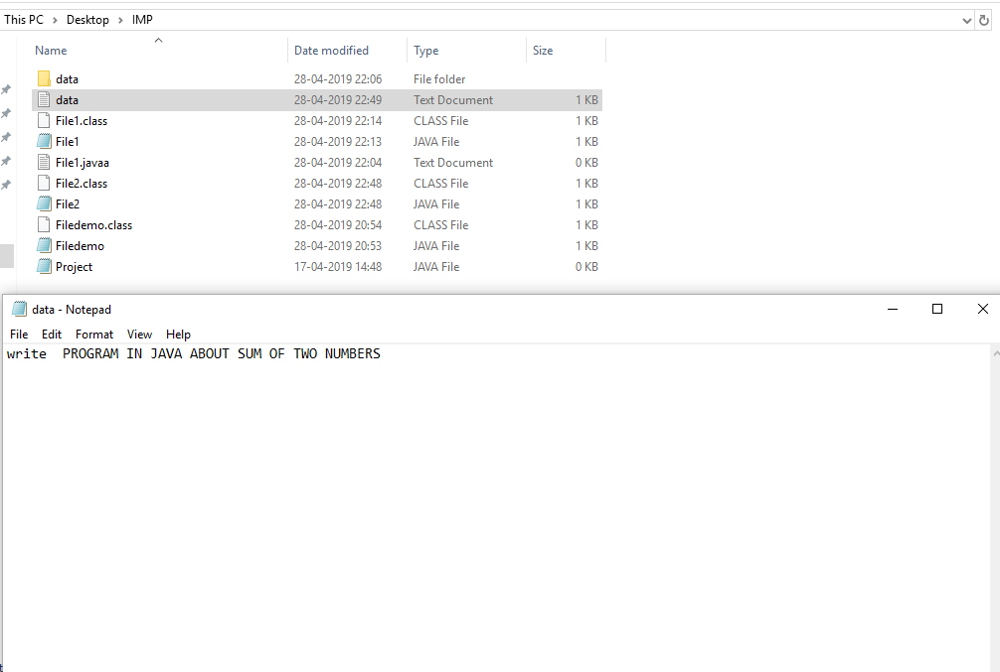 This PC > Desktop > IMP
Name Date modified Type Size
data 28-04-2019 22:06 File folder
data 28-04-2019 22:49 Text Document 1 KB
File1.class 28-04-2019 22:14 CLASS File 1 KB
File1 28-04-2019 22:13 JAVA File 1 KB
File1.javaa 28-04-2019 22:04 Text Document 0 KB
File2.class 28-04-2019 22:48 CLASS File 1 KB
File2 28-04-2019 22:48 JAVA File 1 KB
Filedemo.class 28-04-2019 20:54 CLASS File 1 KB
Filedemo 28-04-2019 20:53 JAVA File 1 KB
Project 17-04-2019 14:48 JAVA File 0 KB
data - Notepad
File Edit Format View Help
write  PROGRAM IN JAVA ABOUT SUM OF TWO NUMBERS